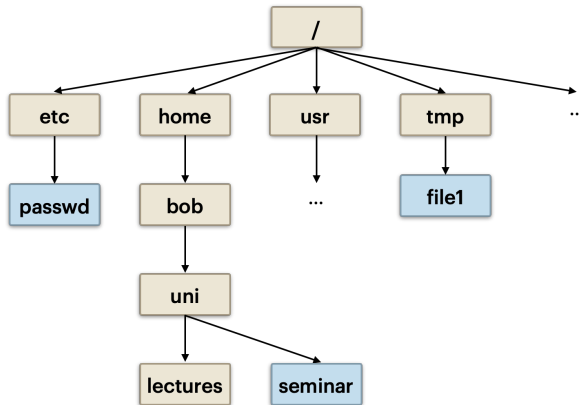 /
etc
home
usr
tmp
..
passwd
bob
...
file1
uni
lectures
seminar